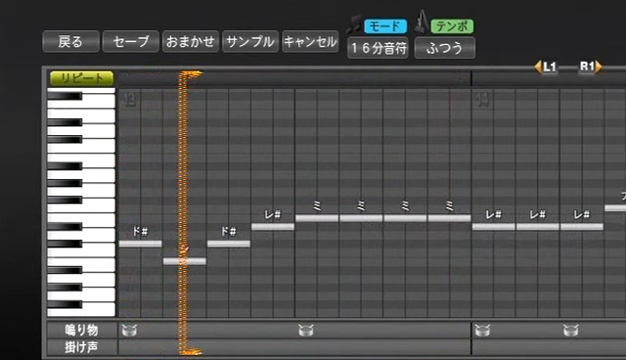 モード テンポ
戻る セーブ おまかせ サンプル キャンセル １６分音符 ふつう
L1 R1
リピート
13 14
ミ ミ ミ ミ
レ# レ# レ# レ#
ド# ド#
鳴り物
掛け声